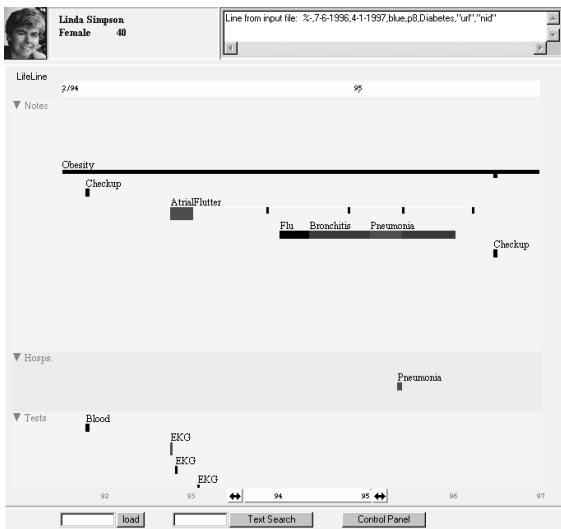 Linda Simpson
Female 40
Line from input file: %-,7-6-1996,4-1-1997,blue,p8,Diabetes,"url","nid"
LifeLine
2/94 95
▼ Notes
Obesity
Checkup
AtrialFlutter
Flu Bronchitis Pneumonia
Checkup
▼ Hosps.
Pneumonia
▼ Tests
Blood
EKG
EKG
EKG
92 93 94 95 96 97
load Text Search Control Panel